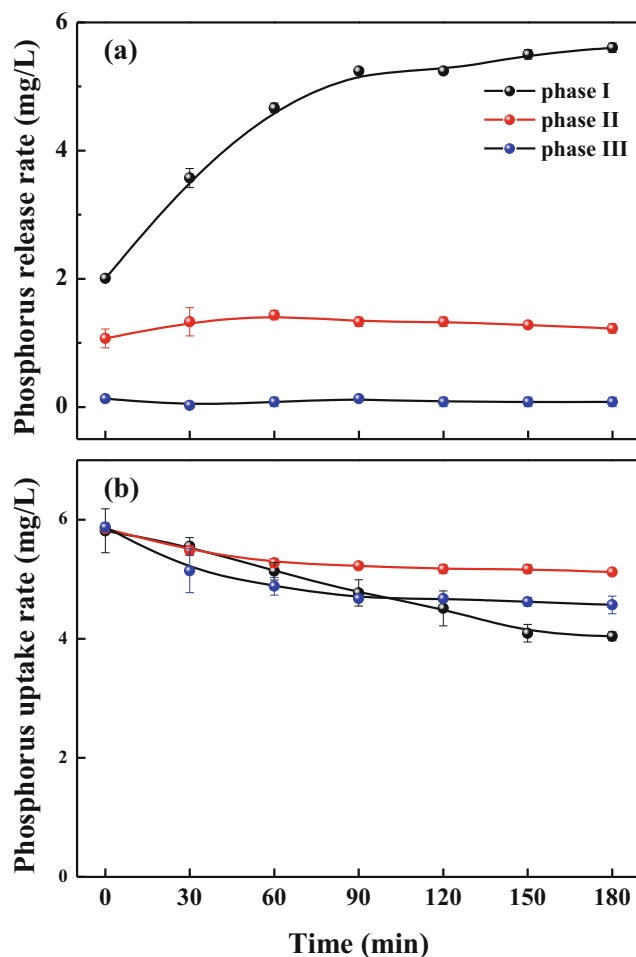 (a)
Phosphorus release rate (mg/L)
6
4
2
0
phase I
phase II
phase III
(b)
Phosphorus uptake rate (mg/L)
6
4
2
0
0 30 60 90 120 150 180
Time (min)